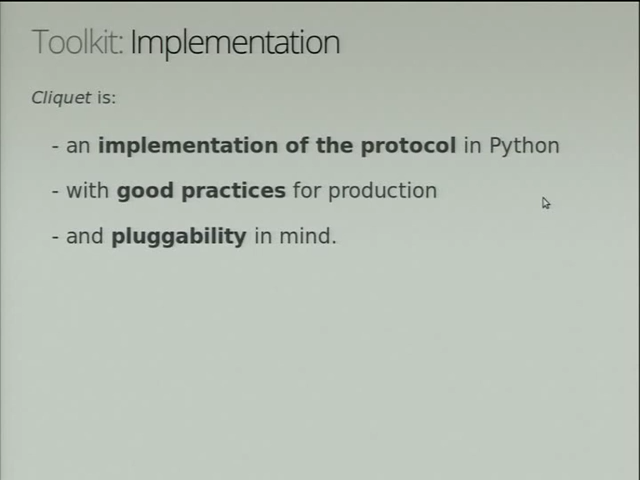 Toolkit: Implementation
Cliquet is:
- an implementation of the protocol in Python
- with good practices for production
- and pluggability in mind.